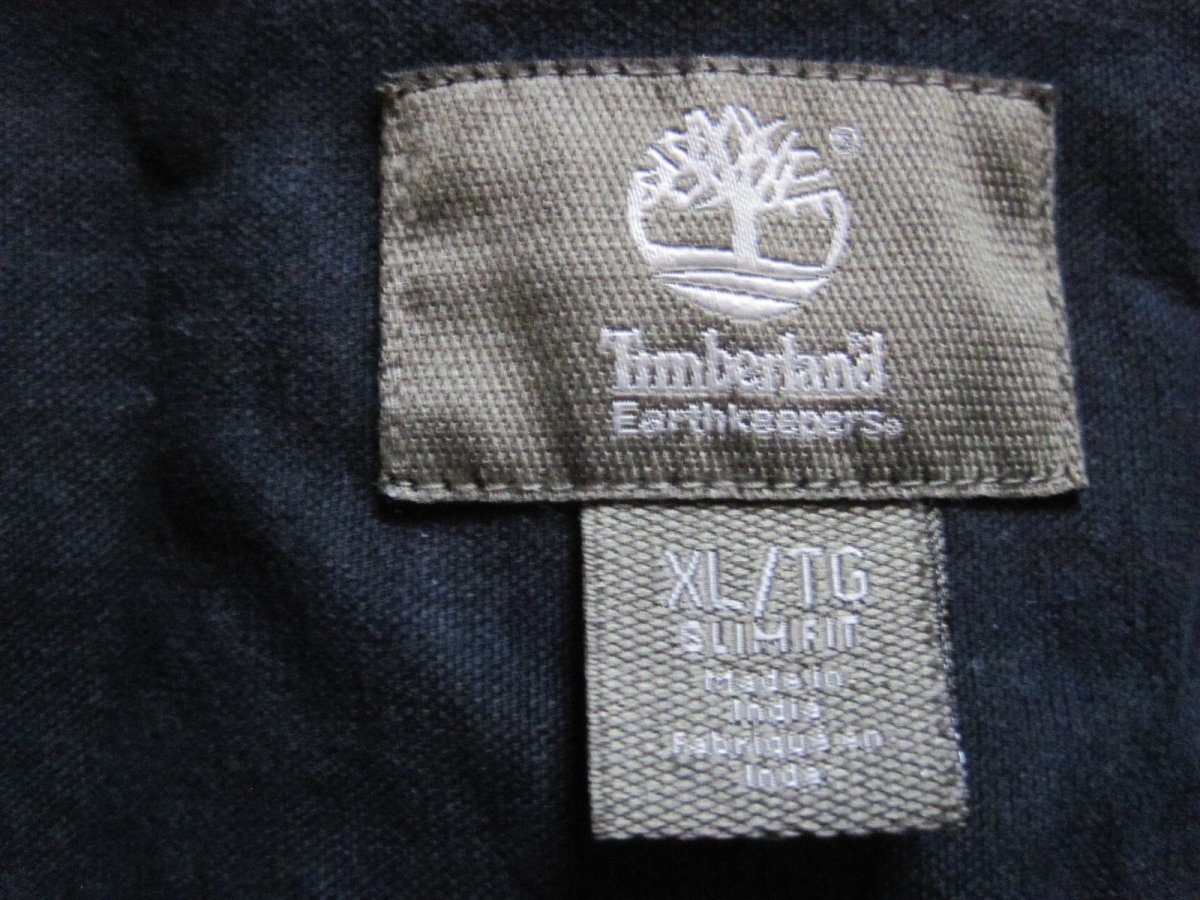 ®
Timberland
Earthkeepers®
XL/TG
SLIM FIT
Made in
India
Fabriqué en
Inde